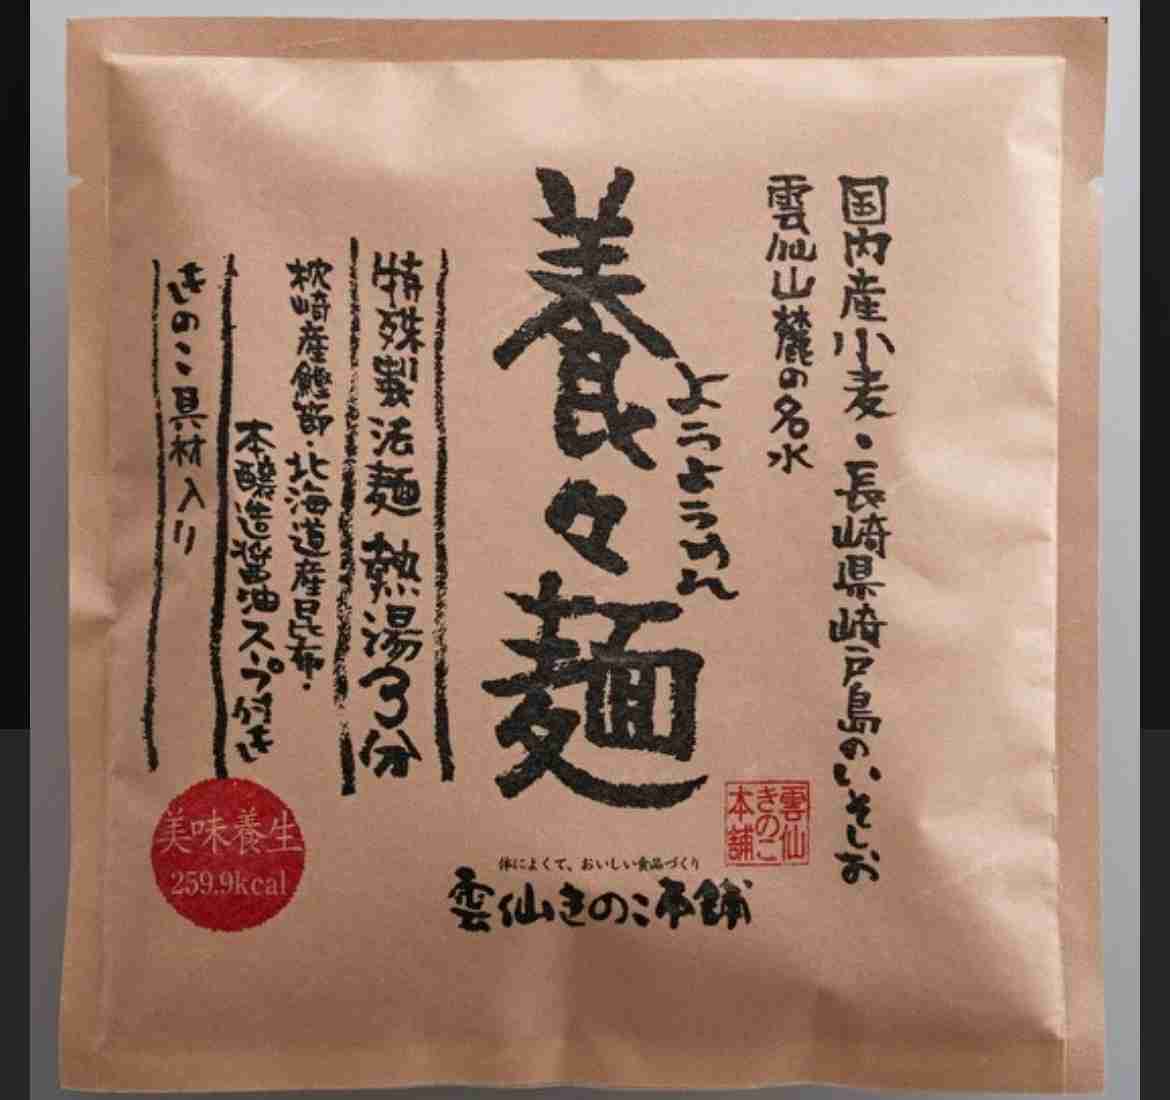 国内産小麦・長崎県崎戸島のいそしお
雲仙山麓の名水
ようようめん
養々麺
特殊製法麺 熱湯3分
枕崎産鰹節・北海道産昆布・
本醸造醤油スープ付き
きのこ具材入り
雲仙
きのこ
本舗
美味養生
259.9kcal
体によくて、おいしい食品づくり
雲仙きのこ本舗